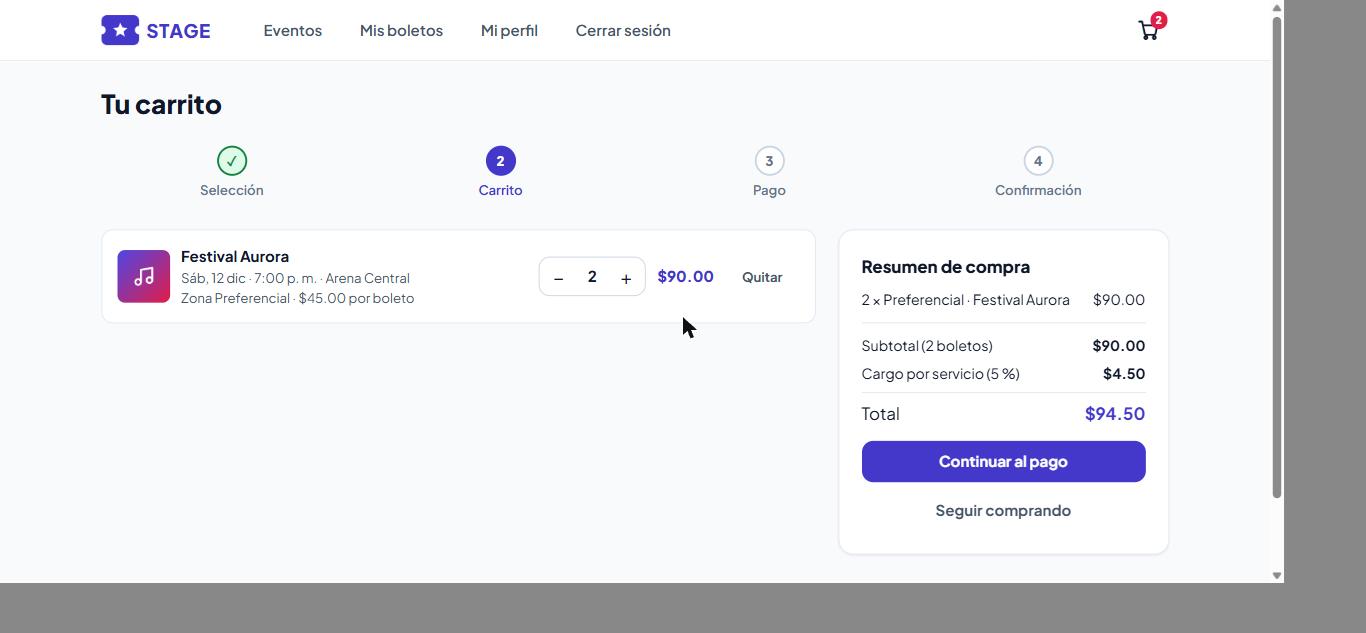 STAGE
Eventos
Mis boletos
Mi perfil
Cerrar sesión
2
Tu carrito
✓
Selección
2
Carrito
3
Pago
4
Confirmación
Festival Aurora
Sáb, 12 dic · 7:00 p. m. · Arena Central
Zona Preferencial · $45.00 por boleto
− 2 +
$90.00
Quitar
Resumen de compra
2 × Preferencial · Festival Aurora $90.00
Subtotal (2 boletos) $90.00
Cargo por servicio (5 %) $4.50
Total $94.50
Continuar al pago
Seguir comprando